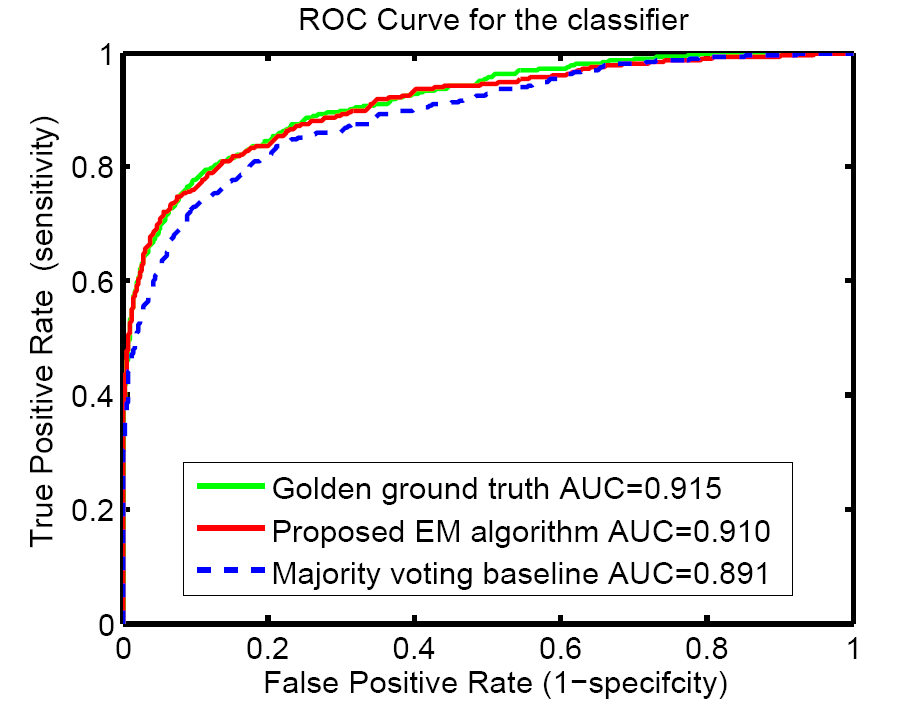 ROC Curve for the classifier
True Positive Rate (sensitivity)
1
0.8
0.6
0.4
0.2
0
Golden ground truth AUC=0.915
Proposed EM algorithm AUC=0.910
Majority voting baseline AUC=0.891
0 0.2 0.4 0.6 0.8 1
False Positive Rate (1−specifcity)